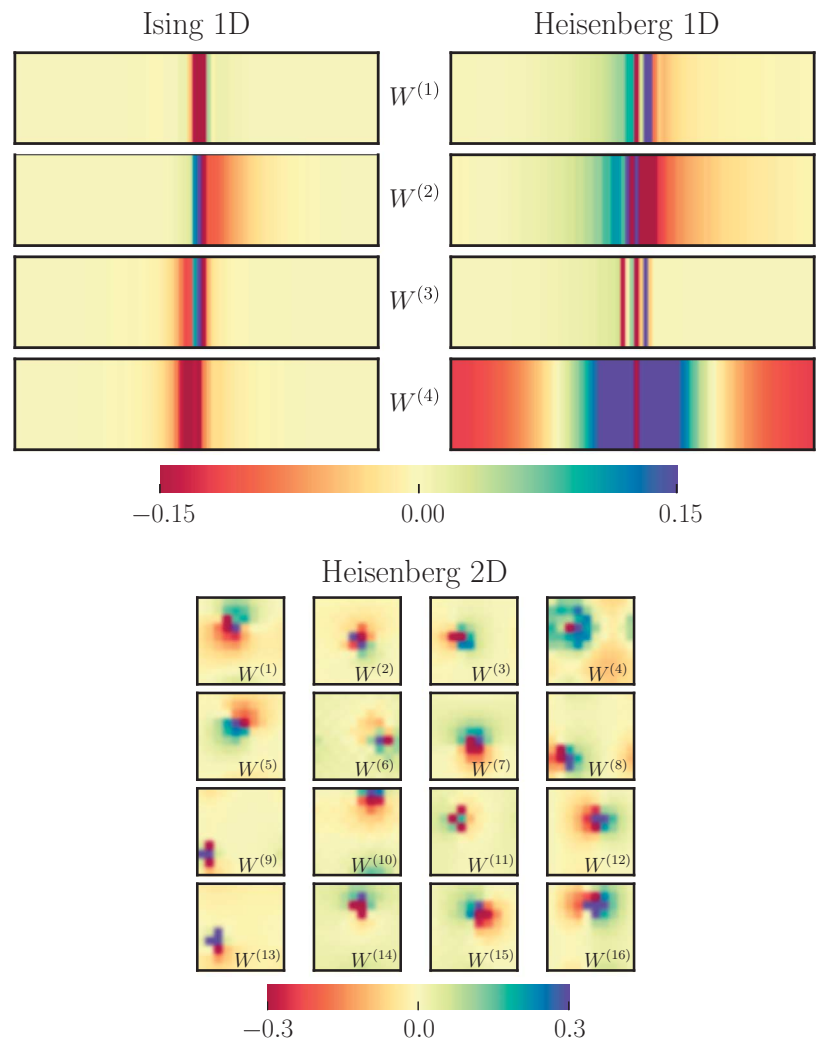 Ising 1D Heisenberg 1D
W^(1)
W^(2)
W^(3)
W^(4)
−0.15 0.00 0.15
Heisenberg 2D
W^(1) W^(2) W^(3) W^(4)
W^(5) W^(6) W^(7) W^(8)
W^(9) W^(10) W^(11) W^(12)
W^(13) W^(14) W^(15) W^(16)
−0.3 0.0 0.3